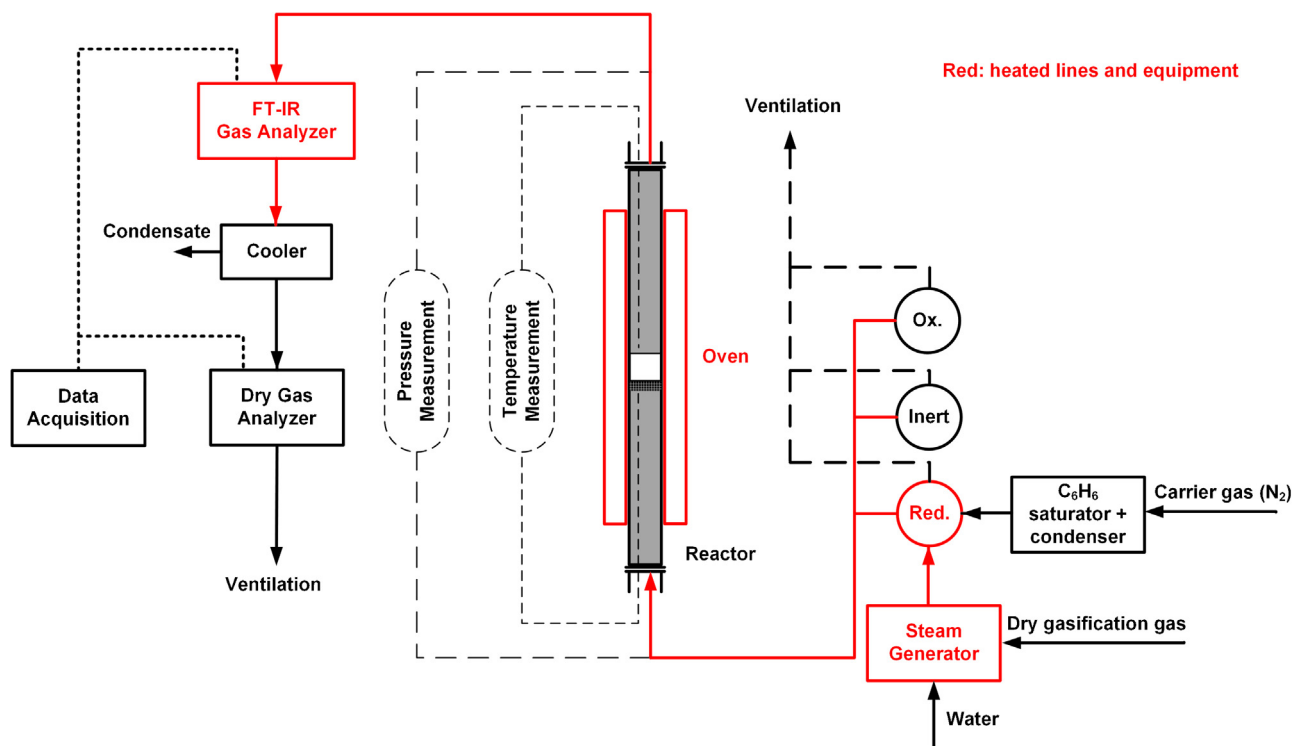 Red: heated lines and equipment
FT-IR
Gas Analyzer
Ventilation
Condensate
Cooler
Pressure
Measurement
Temperature
Measurement
Ox.
Oven
Data
Acquisition
Dry Gas
Analyzer
Inert
C₆H₆
saturator +
condenser
Carrier gas (N₂)
Red.
Reactor
Ventilation
Steam
Generator
Dry gasification gas
Water